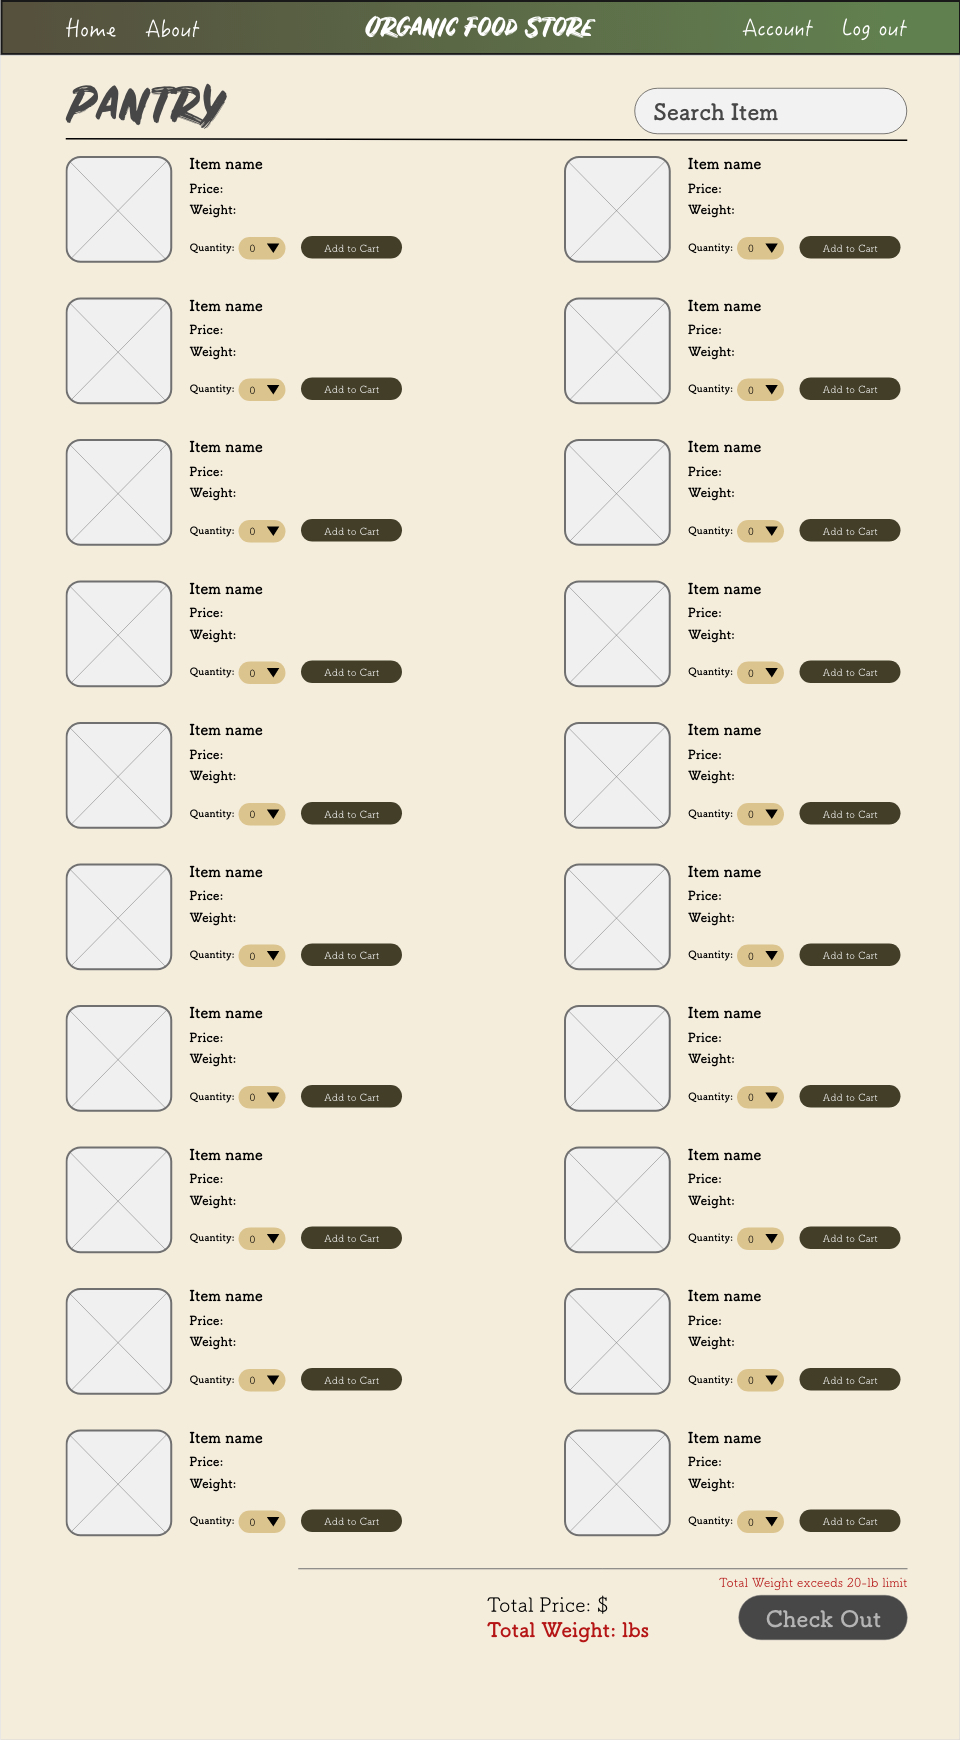 Home About ORGANIC FOOD STORE Account Log out
PANTRY
Search Item
Item name
Price:
Weight:
Quantity: 0 Add to Cart
Item name
Price:
Weight:
Quantity: 0 Add to Cart
Item name
Price:
Weight:
Quantity: 0 Add to Cart
Item name
Price:
Weight:
Quantity: 0 Add to Cart
Item name
Price:
Weight:
Quantity: 0 Add to Cart
Item name
Price:
Weight:
Quantity: 0 Add to Cart
Item name
Price:
Weight:
Quantity: 0 Add to Cart
Item name
Price:
Weight:
Quantity: 0 Add to Cart
Item name
Price:
Weight:
Quantity: 0 Add to Cart
Item name
Price:
Weight:
Quantity: 0 Add to Cart
Item name
Price:
Weight:
Quantity: 0 Add to Cart
Item name
Price:
Weight:
Quantity: 0 Add to Cart
Item name
Price:
Weight:
Quantity: 0 Add to Cart
Item name
Price:
Weight:
Quantity: 0 Add to Cart
Item name
Price:
Weight:
Quantity: 0 Add to Cart
Item name
Price:
Weight:
Quantity: 0 Add to Cart
Item name
Price:
Weight:
Quantity: 0 Add to Cart
Item name
Price:
Weight:
Quantity: 0 Add to Cart
Item name
Price:
Weight:
Quantity: 0 Add to Cart
Item name
Price:
Weight:
Quantity: 0 Add to Cart
Total Weight exceeds 20-lb limit
Total Price: $
Total Weight: lbs
Check Out